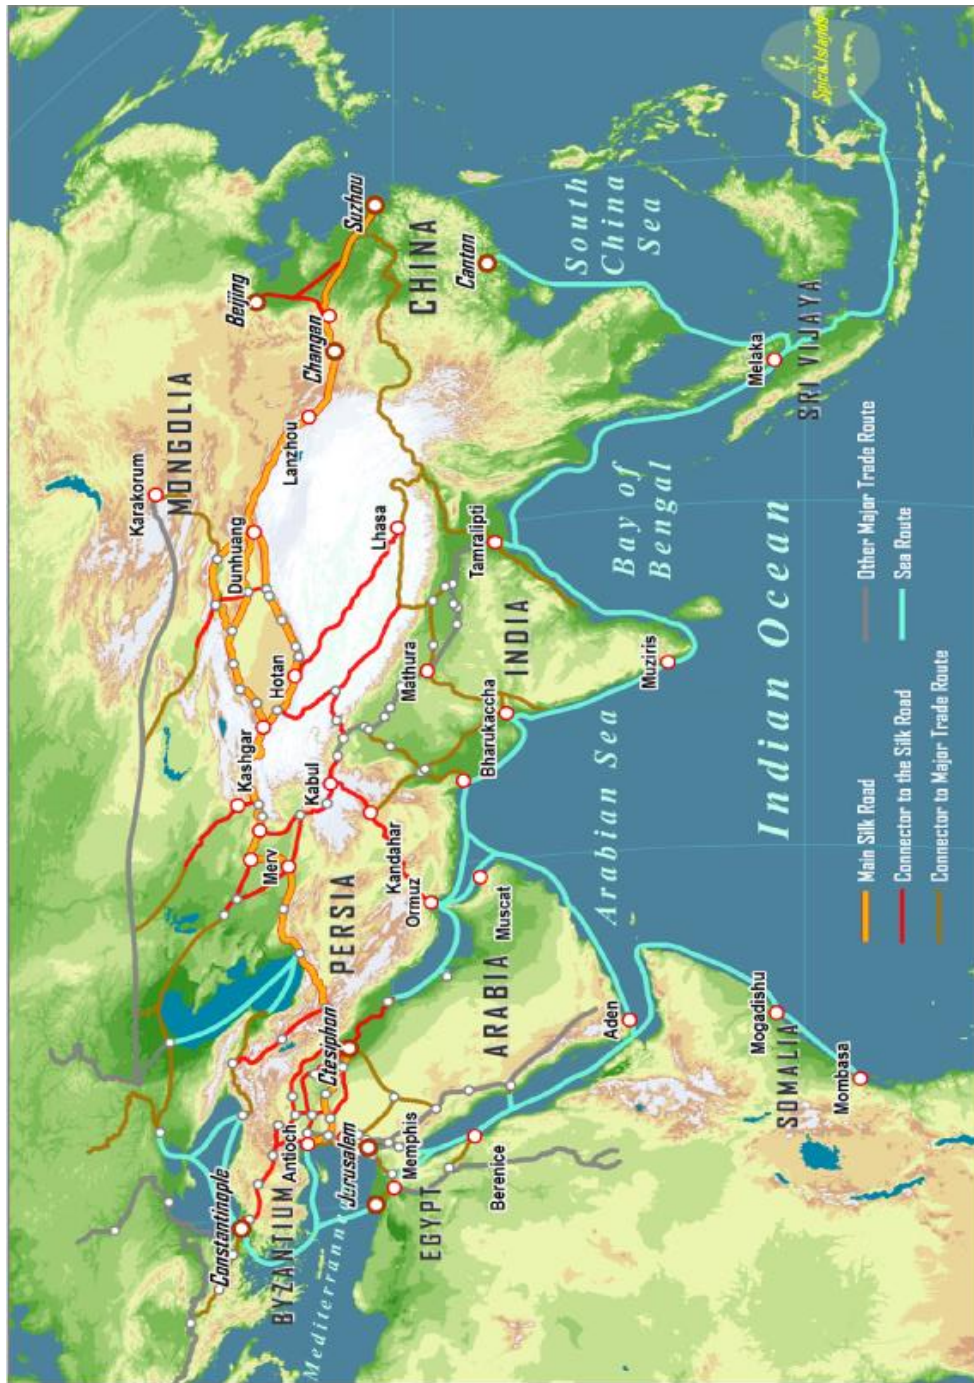 Spice Islands
Karakorum
MONGOLIA
Beijing
Suzhou
Dunhuang
Lanzhou
Changan
CHINA
Canton
South
China
Sea
Kashgar
Hotan
Lhasa
Constantinople
BYZANTIUM
Antioch
Merv
Kabul
Mathura
Tamralipti
Mediterranne
Jerusalem
Ctesiphon
PERSIA
Kandahar
Ormuz
INDIA
Bharukaccha
Bay of
Bengal
EGYPT
Memphis
Berenice
ARABIA
Muscat
Arabian Sea
Muziris
Melaka
SRI VIJAYA
Aden
SOMALIA
Mogadishu
Mombasa
Indian Ocean
Main Silk Road
Connector to the Silk Road
Connector to Major Trade Route
Other Major Trade Route
Sea Route